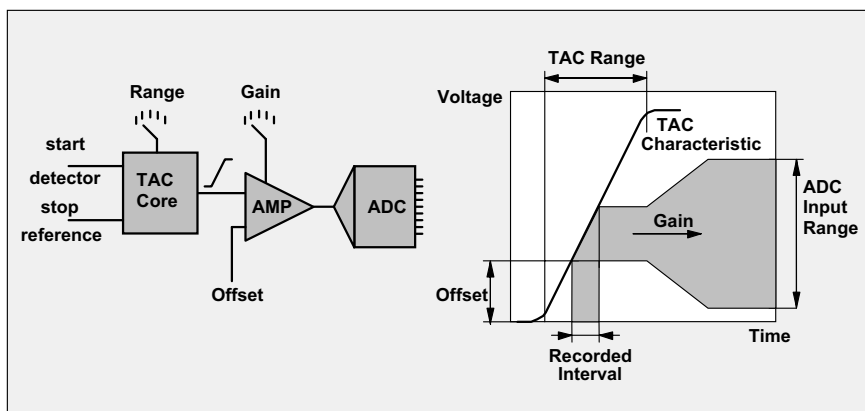 Range
Gain
start
detector
stop
reference
TAC
Core
AMP
ADC
Offset
TAC Range
Voltage
TAC
Characteristic
Gain
ADC
Input
Range
Offset
Time
Recorded
Interval